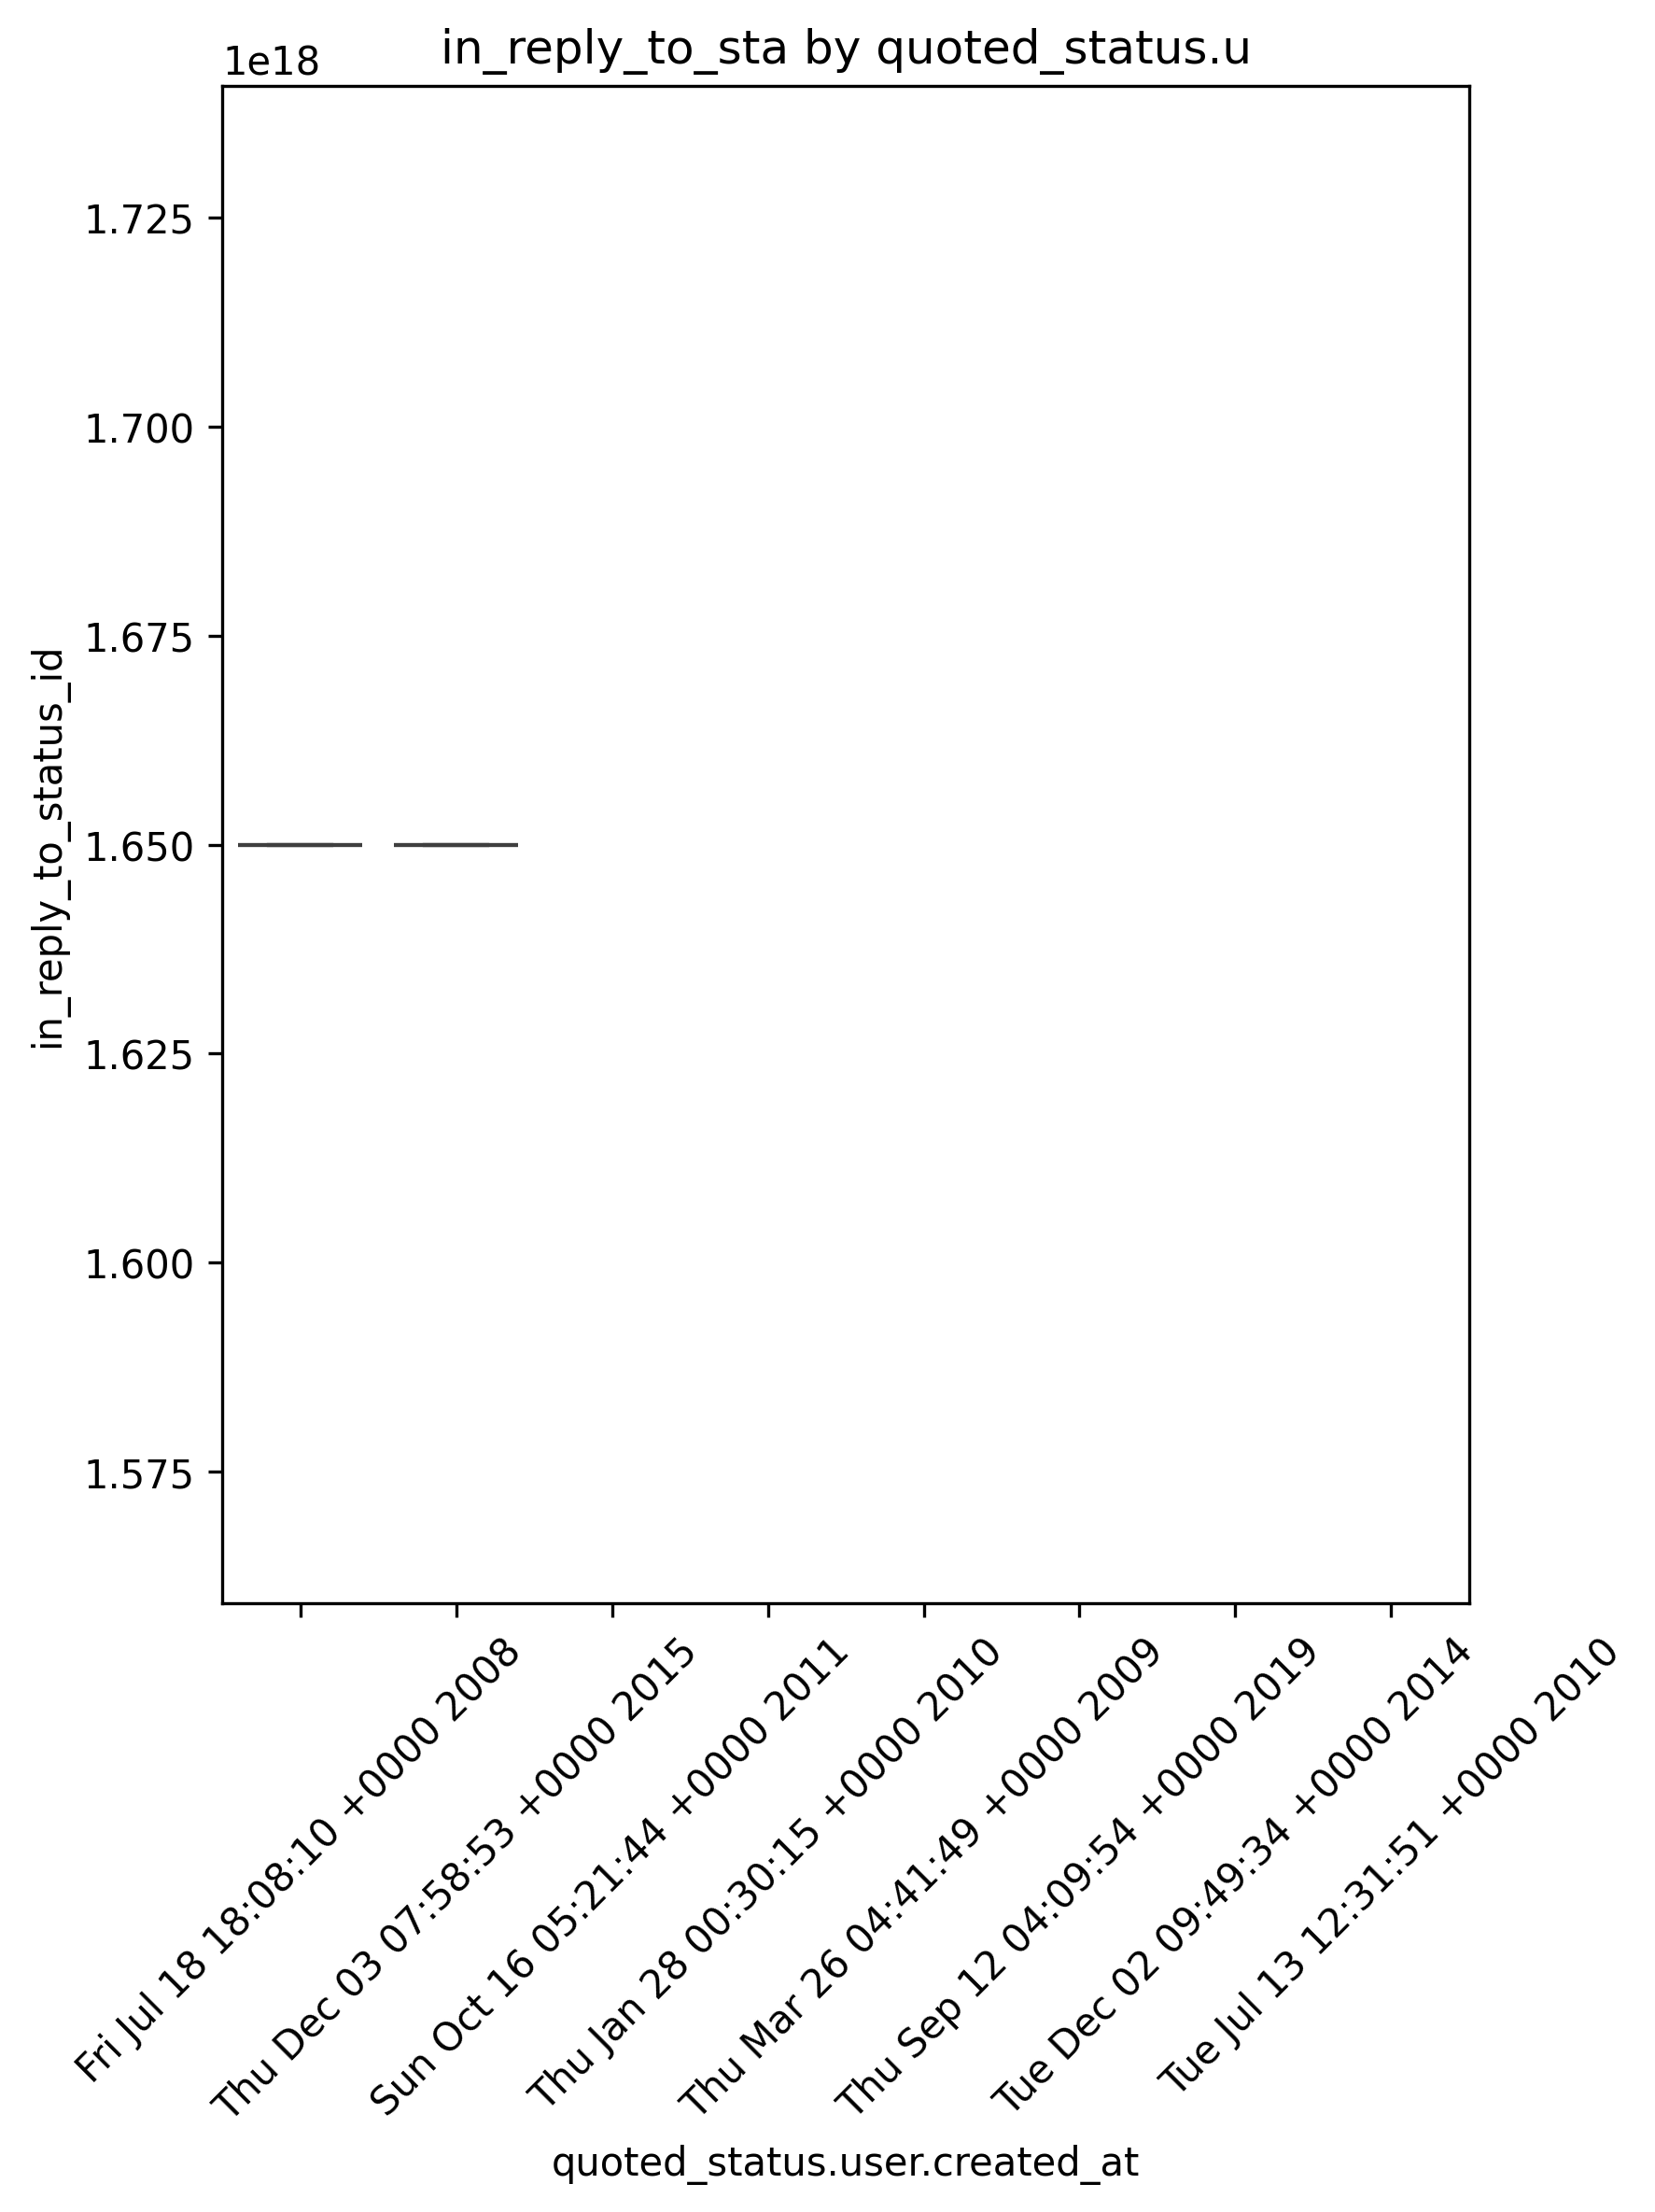 in_reply_to_sta by quoted_status.u
1e18
1.725
1.700
1.675
1.650
1.625
1.600
1.575
in_reply_to_status_id
Fri Jul 18 18:08:10 +0000 2008
Thu Dec 03 07:58:53 +0000 2015
Sun Oct 16 05:21:44 +0000 2011
Thu Jan 28 00:30:15 +0000 2010
Thu Mar 26 04:41:49 +0000 2009
Thu Sep 12 04:09:54 +0000 2019
Tue Dec 02 09:49:34 +0000 2014
Tue Jul 13 12:31:51 +0000 2010
quoted_status.user.created_at